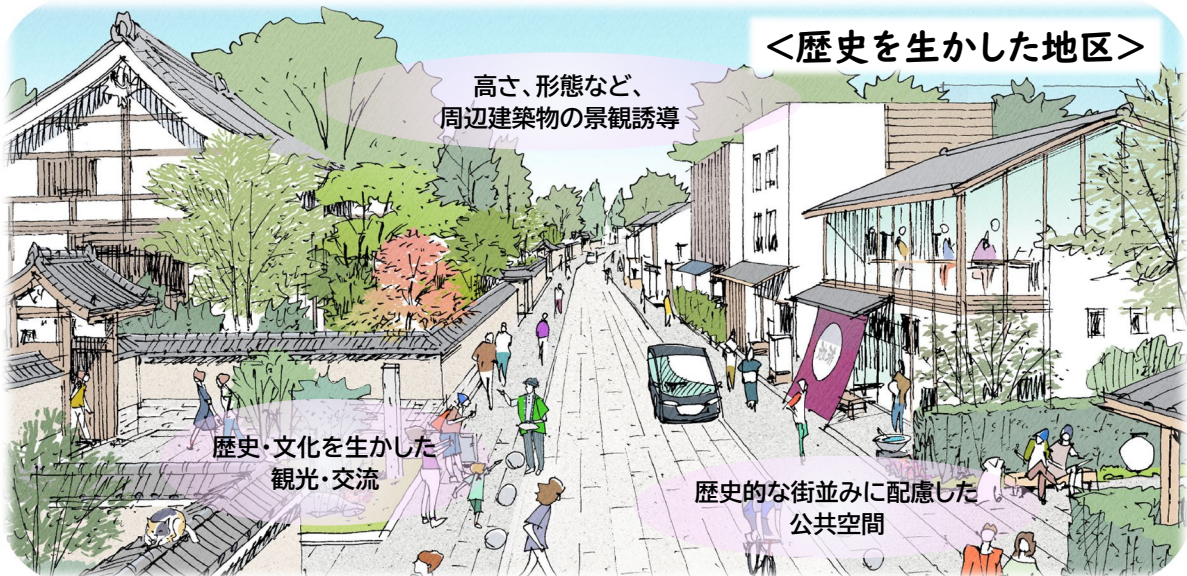 <歴史を生かした地区>
高さ、形態など、
周辺建築物の景観誘導
歴史・文化を生かした
観光・交流
歴史的な街並みに配慮した
公共空間